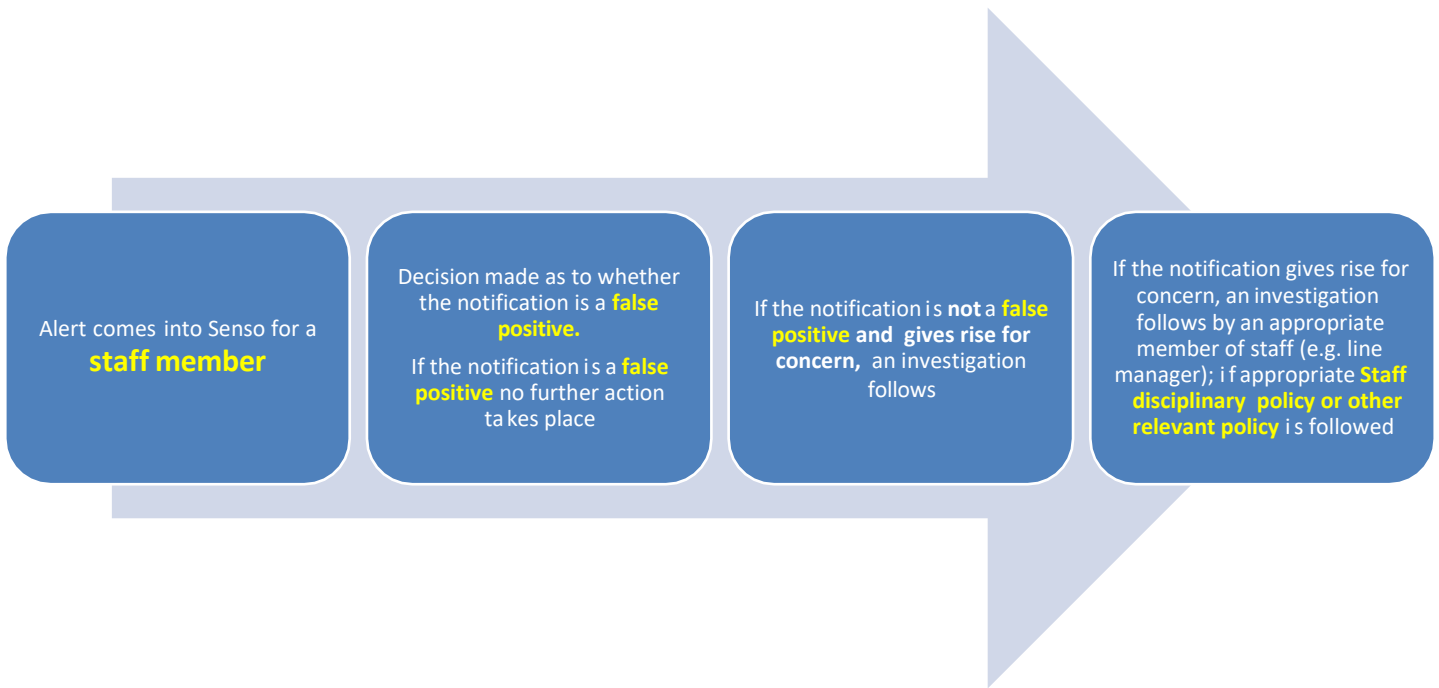 Alert comes into Senso for a
staff member
Decision made as to whether
the notification is a false
positive.
If the notification is a false
positive no further action
takes place
If the notification is not a false
positive and gives rise for
concern, an investigation
follows
If the notification gives rise for
concern, an investigation
follows by an appropriate
member of staff (e.g. line
manager); if appropriate Staff
disciplinary policy or other
relevant policy is followed